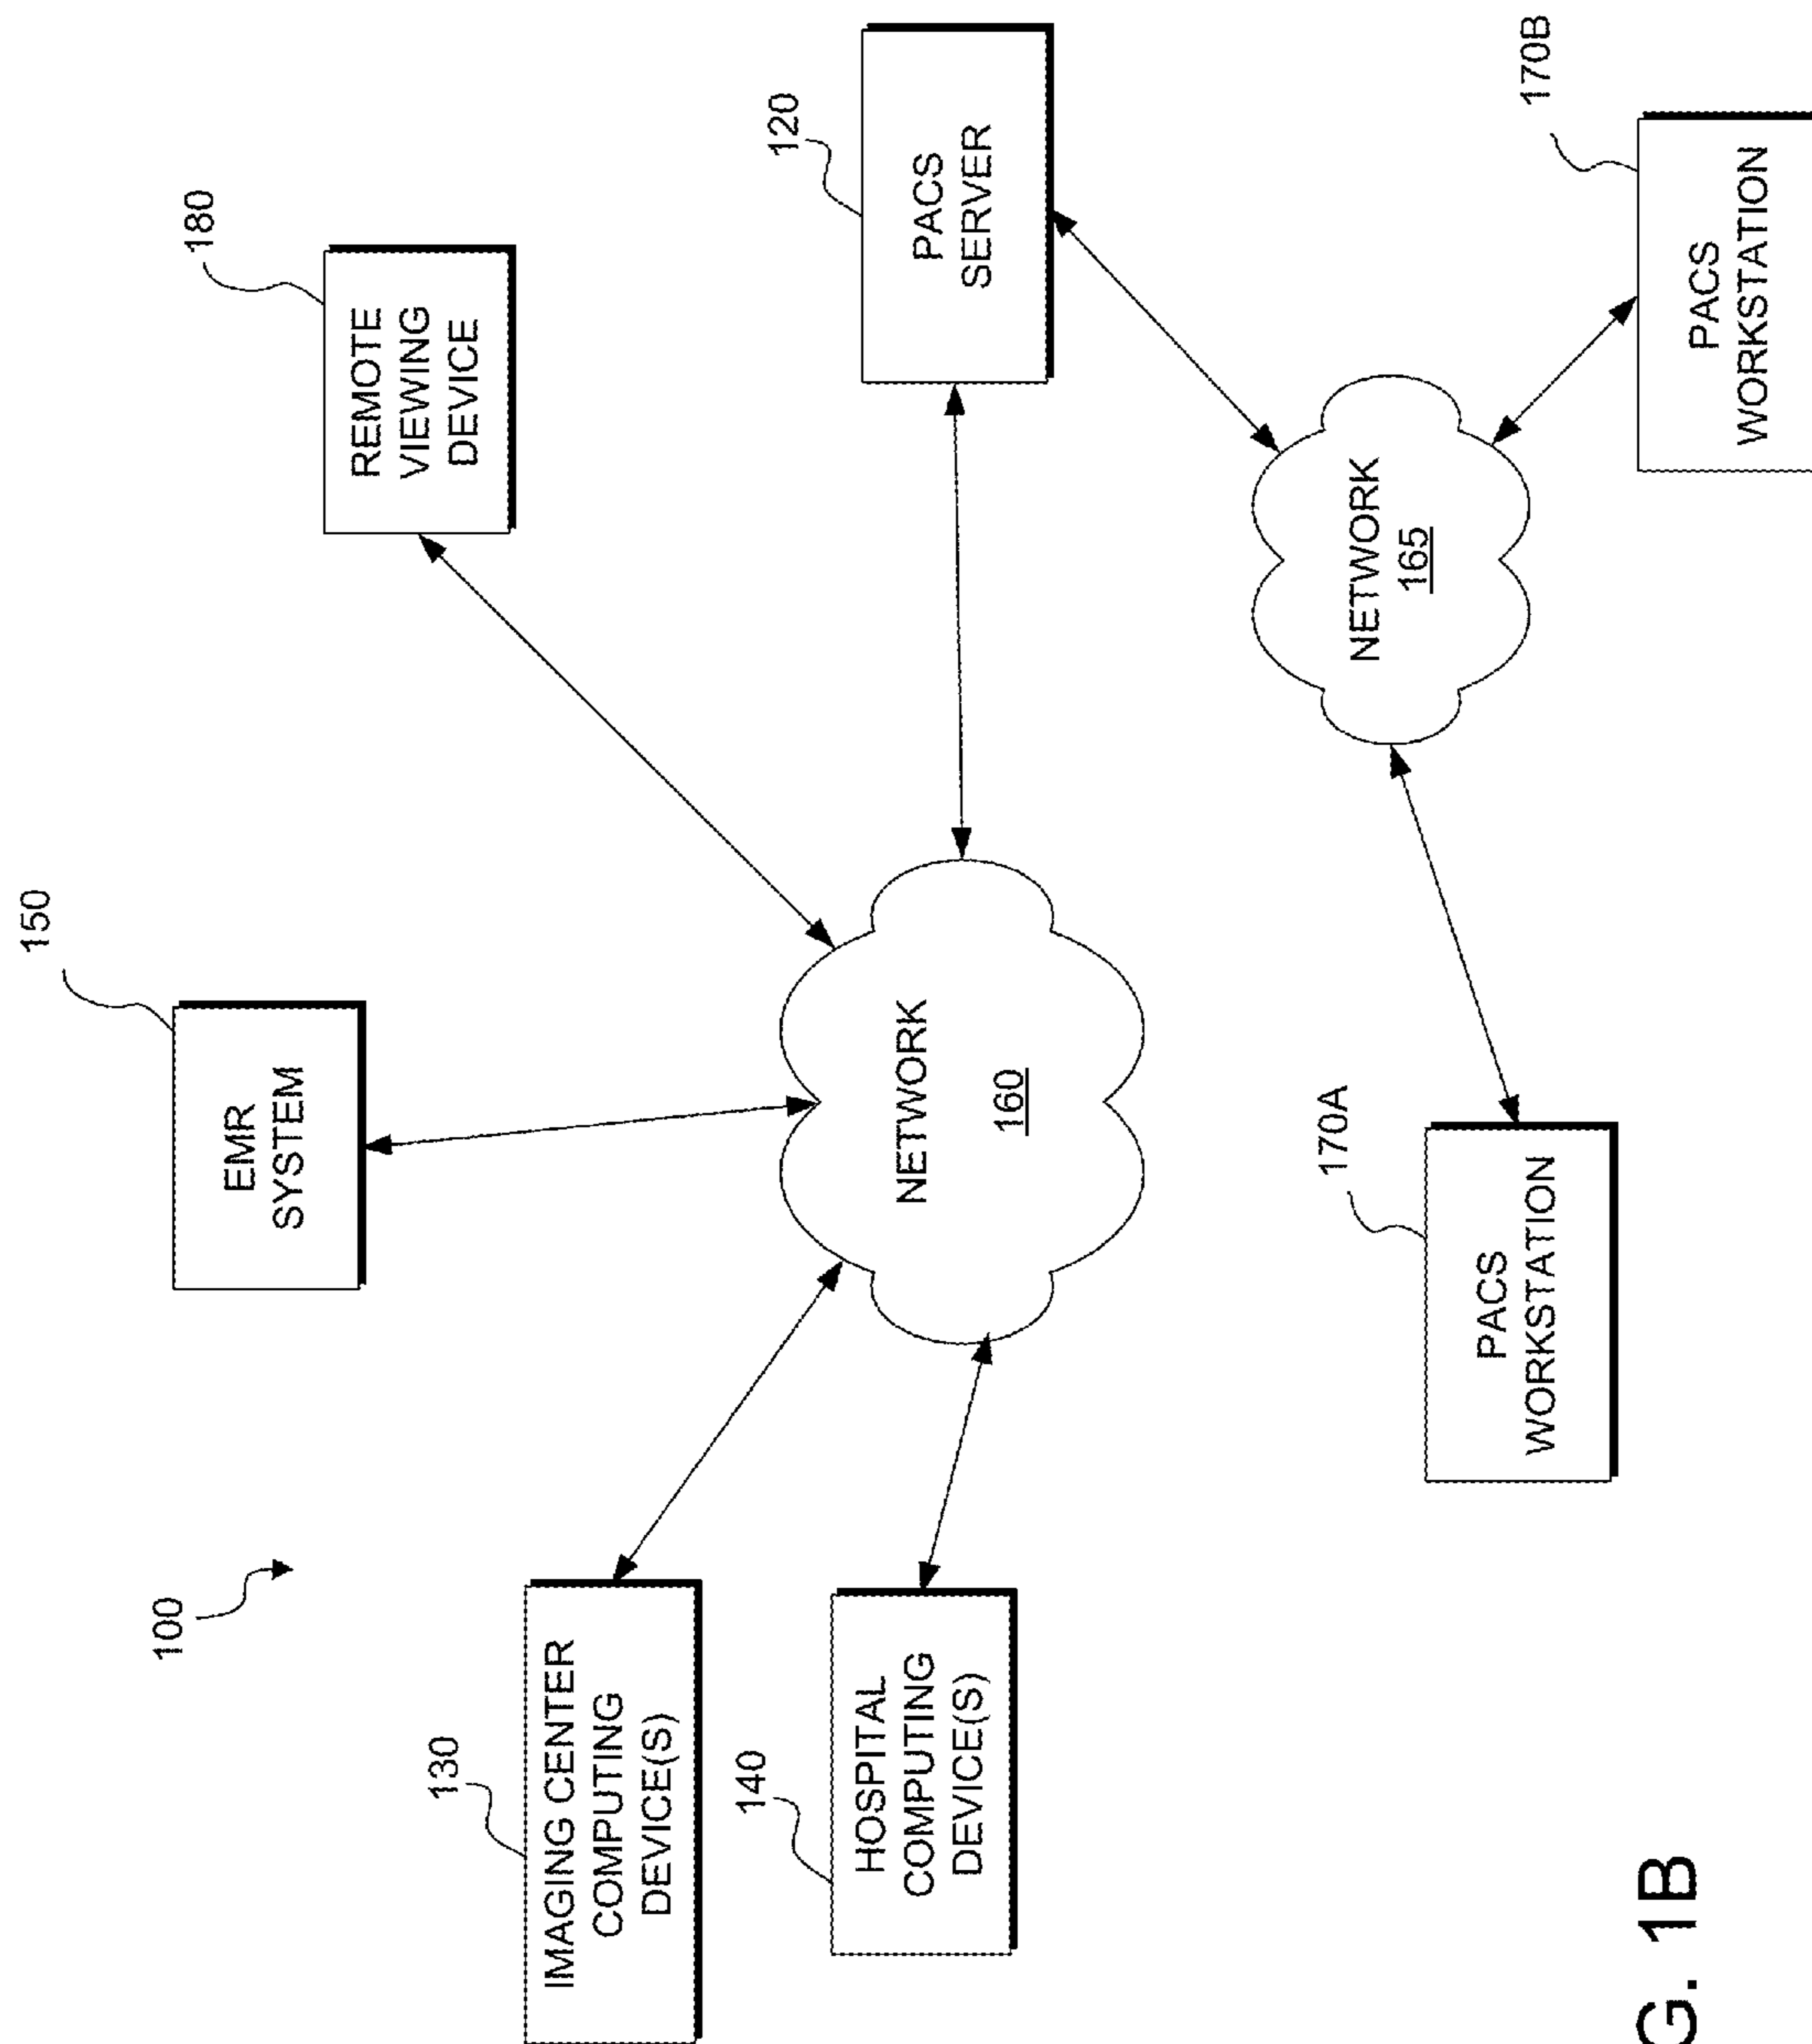 100
150
EMR
SYSTEM
180
REMOTE
VIEWING
DEVICE
130
IMAGING CENTER
COMPUTING
DEVICE(S)
140
HOSPITAL
COMPUTING
DEVICE(S)
NETWORK
160
120
PACS
SERVER
NETWORK
165
170A
PACS
WORKSTATION
170B
PACS
WORKSTATION
G. 1B